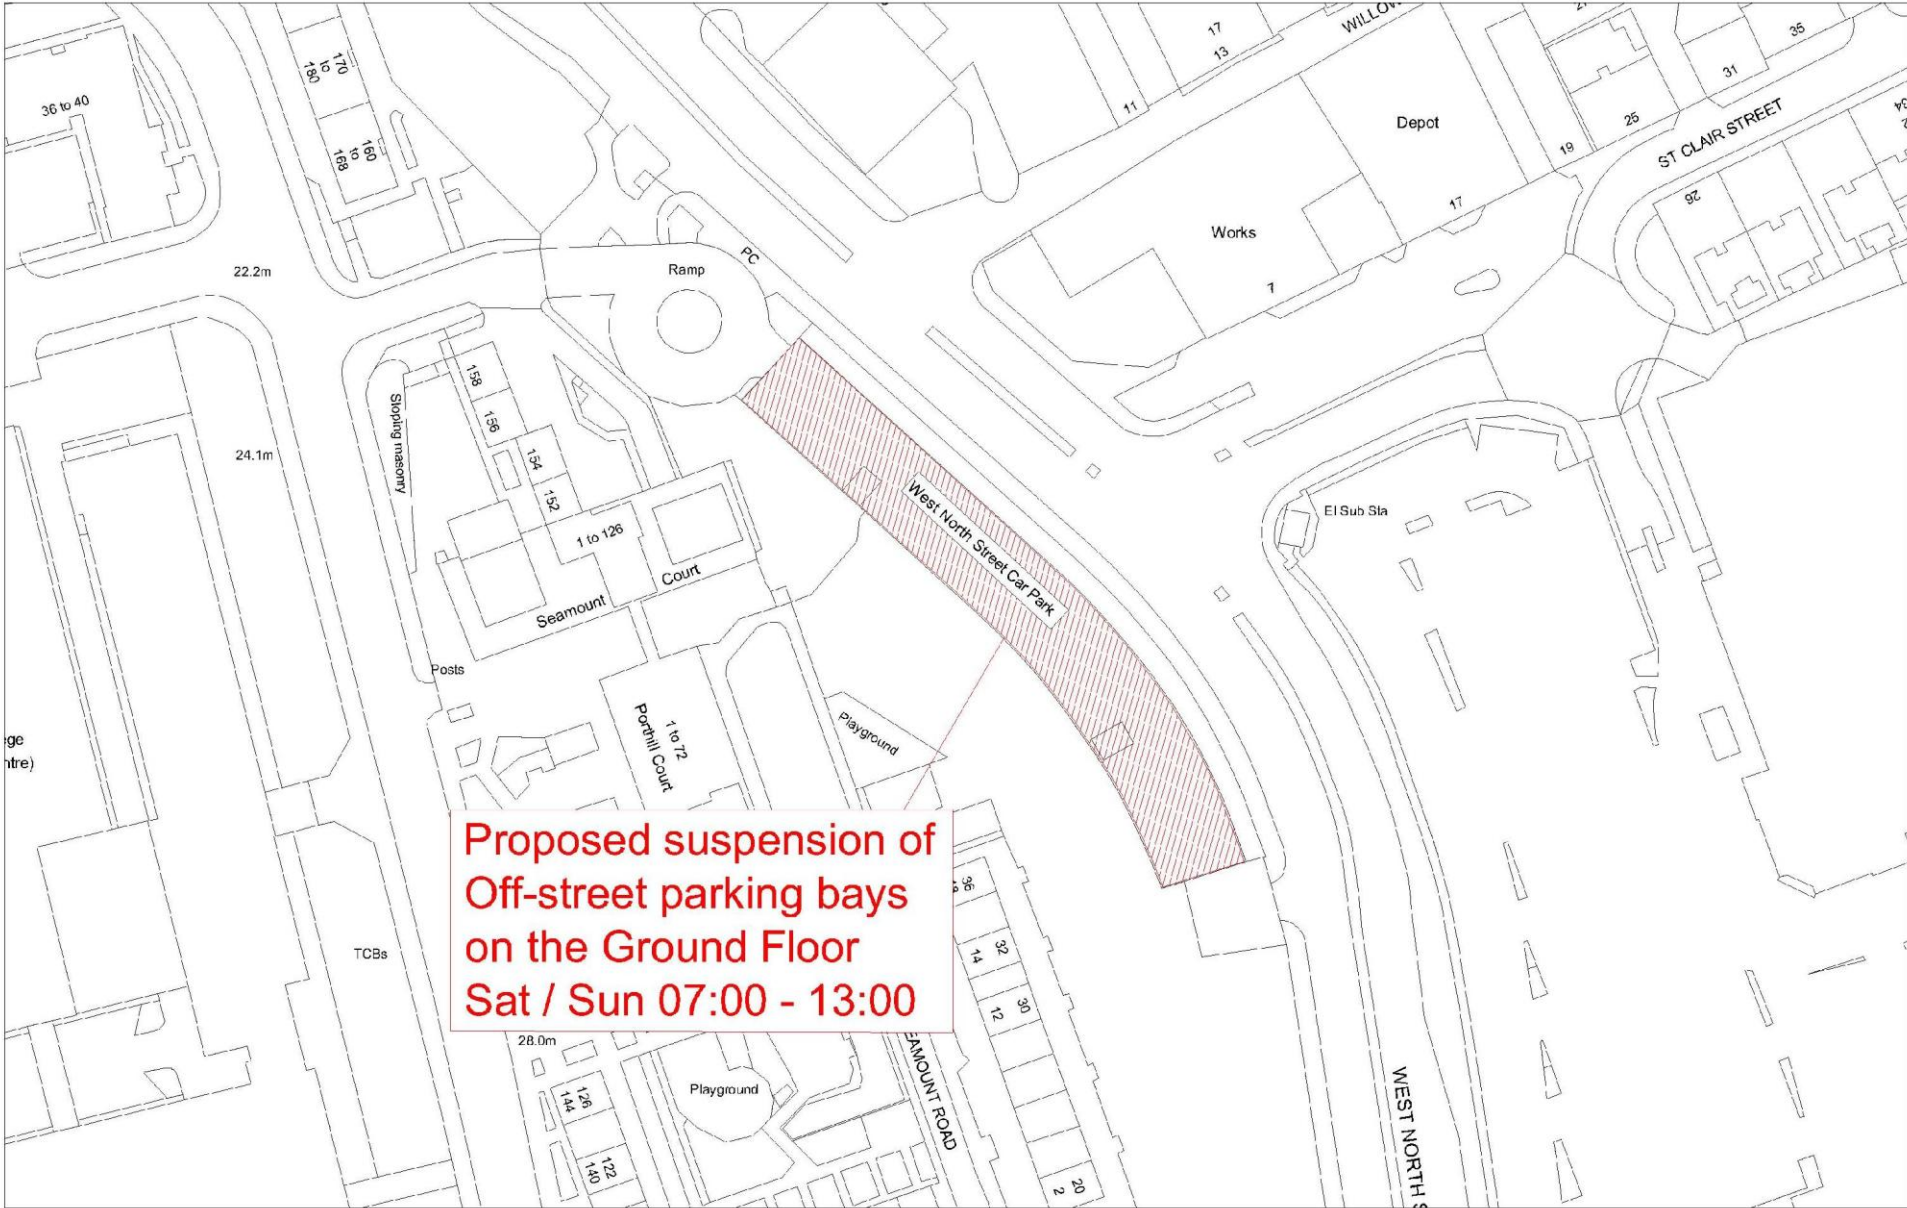 36 to 40
170
to
180
160
to
168
17
13
11
Depot
35
31
25
19
ST CLAIR STREET
17
26
Works
7
22.2m
Ramp
PC
158
156
154
152
Sloping masonry
24.1m
1 to 126
Seamount
Court
West North Street Car Park
El Sub Sta
Posts
1 to 72
Porthill Court
Playground
Proposed suspension of
Off-street parking bays
on the Ground Floor
Sat / Sun 07:00 - 13:00
36
32
14
30
12
TCBs
28.0m
Playground
126
144
122
140
20
2
EAMOUNT ROAD
WEST NORTH S